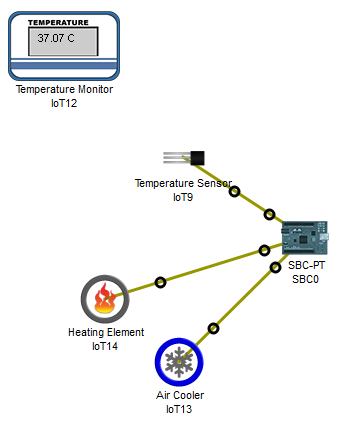 TEMPERATURE
37.07 C
Temperature Monitor
IoT12
Temperature Sensor
IoT9
SBC-PT
SBC0
Heating Element
IoT14
Air Cooler
IoT13